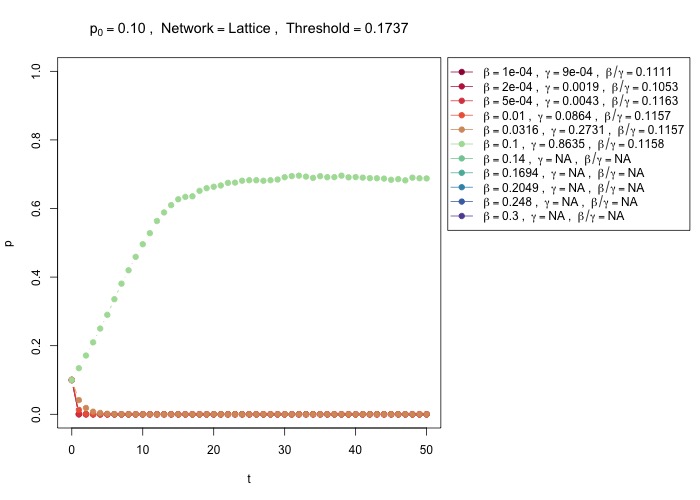 p₀ = 0.10 , Network = Lattice , Threshold = 0.1737
1.0
0.8
0.6
0.4
0.2
0.0
p
0 10 20 30 40 50
t
β = 1e-04 , γ = 9e-04 , β/γ = 0.1111
β = 2e-04 , γ = 0.0019 , β/γ = 0.1053
β = 5e-04 , γ = 0.0043 , β/γ = 0.1163
β = 0.01 , γ = 0.0864 , β/γ = 0.1157
β = 0.0316 , γ = 0.2731 , β/γ = 0.1157
β = 0.1 , γ = 0.8635 , β/γ = 0.1158
β = 0.14 , γ = NA , β/γ = NA
β = 0.1694 , γ = NA , β/γ = NA
β = 0.2049 , γ = NA , β/γ = NA
β = 0.248 , γ = NA , β/γ = NA
β = 0.3 , γ = NA , β/γ = NA